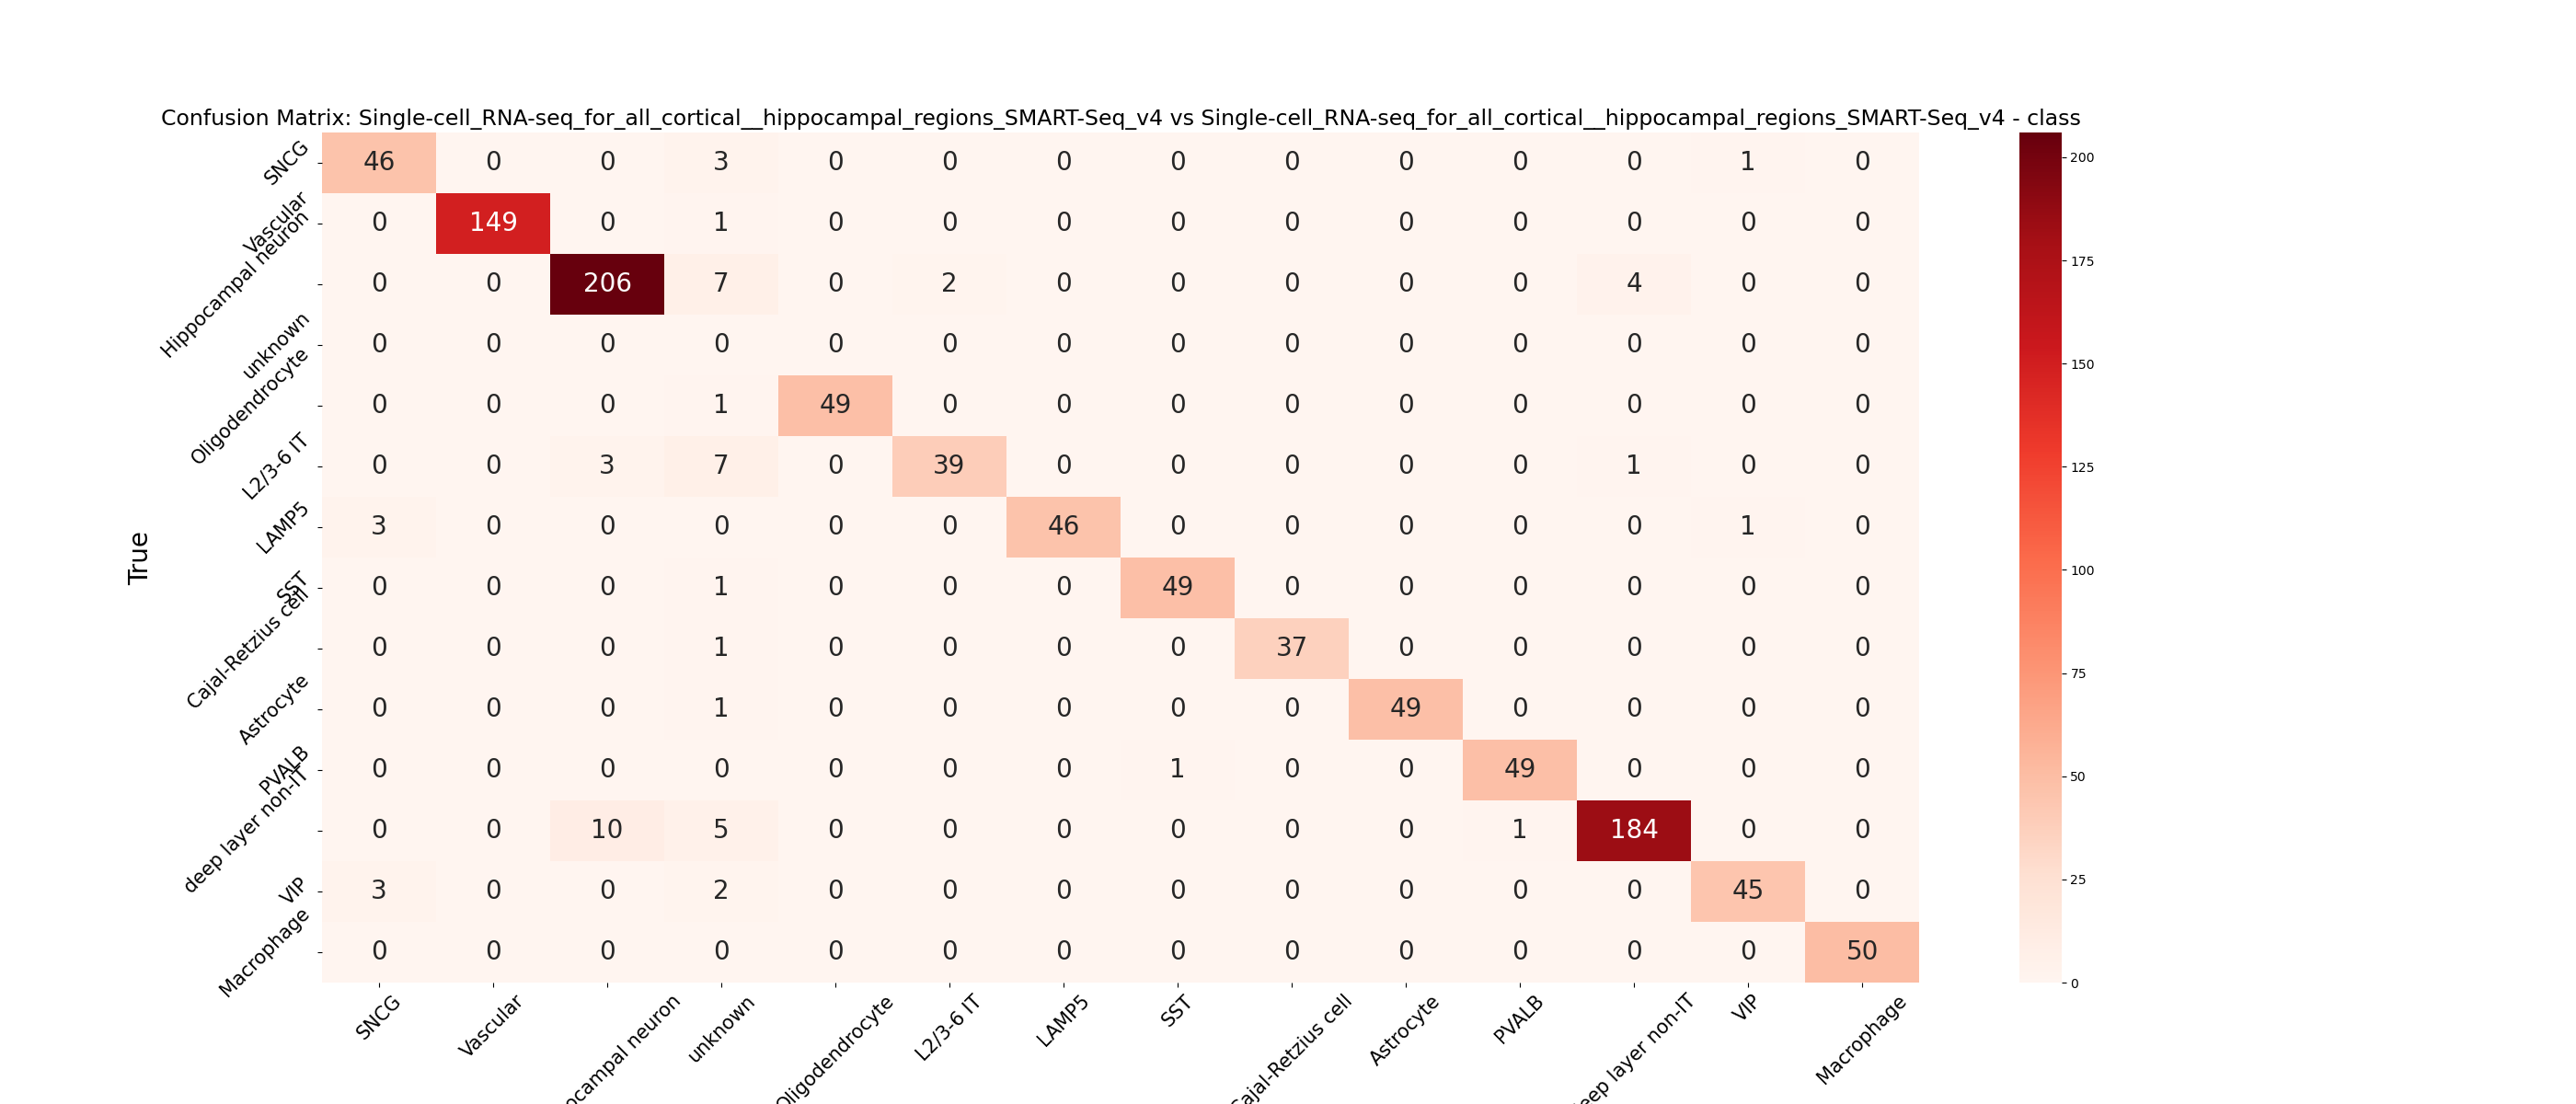 Confusion Matrix: Single-cell_RNA-seq_for_all_cortical__hippocampal_regions_SMART-Seq_v4 vs Single-cell_RNA-seq_for_all_cortical__hippocampal_regions_SMART-Seq_v4 - class
True
SNCG 46 0 0 3 0 0 0 0 0 0 0 0 1 0
Vascular 0 149 0 1 0 0 0 0 0 0 0 0 0 0
Hippocampal neuron 0 0 206 7 0 2 0 0 0 0 0 4 0 0
unknown 0 0 0 0 0 0 0 0 0 0 0 0 0 0
Oligodendrocyte 0 0 0 1 49 0 0 0 0 0 0 0 0 0
L2/3-6 IT 0 0 3 7 0 39 0 0 0 0 0 1 0 0
LAMP5 3 0 0 0 0 0 46 0 0 0 0 0 1 0
SST 0 0 0 1 0 0 0 49 0 0 0 0 0 0
Cajal-Retzius cell 0 0 0 1 0 0 0 0 37 0 0 0 0 0
Astrocyte 0 0 0 1 0 0 0 0 0 49 0 0 0 0
PVALB 0 0 0 0 0 0 0 1 0 0 49 0 0 0
deep layer non-IT 0 0 10 5 0 0 0 0 0 0 1 184 0 0
VIP 3 0 0 2 0 0 0 0 0 0 0 0 45 0
Macrophage 0 0 0 0 0 0 0 0 0 0 0 0 0 50
SNCG
Vascular
ocampal neuron
unknown
Oligodendrocyte
L2/3-6 IT
LAMP5
SST
Cajal-Retzius cell
Astrocyte
PVALB
eep layer non-IT
VIP
Macrophage
200
175
150
125
100
75
50
25
0